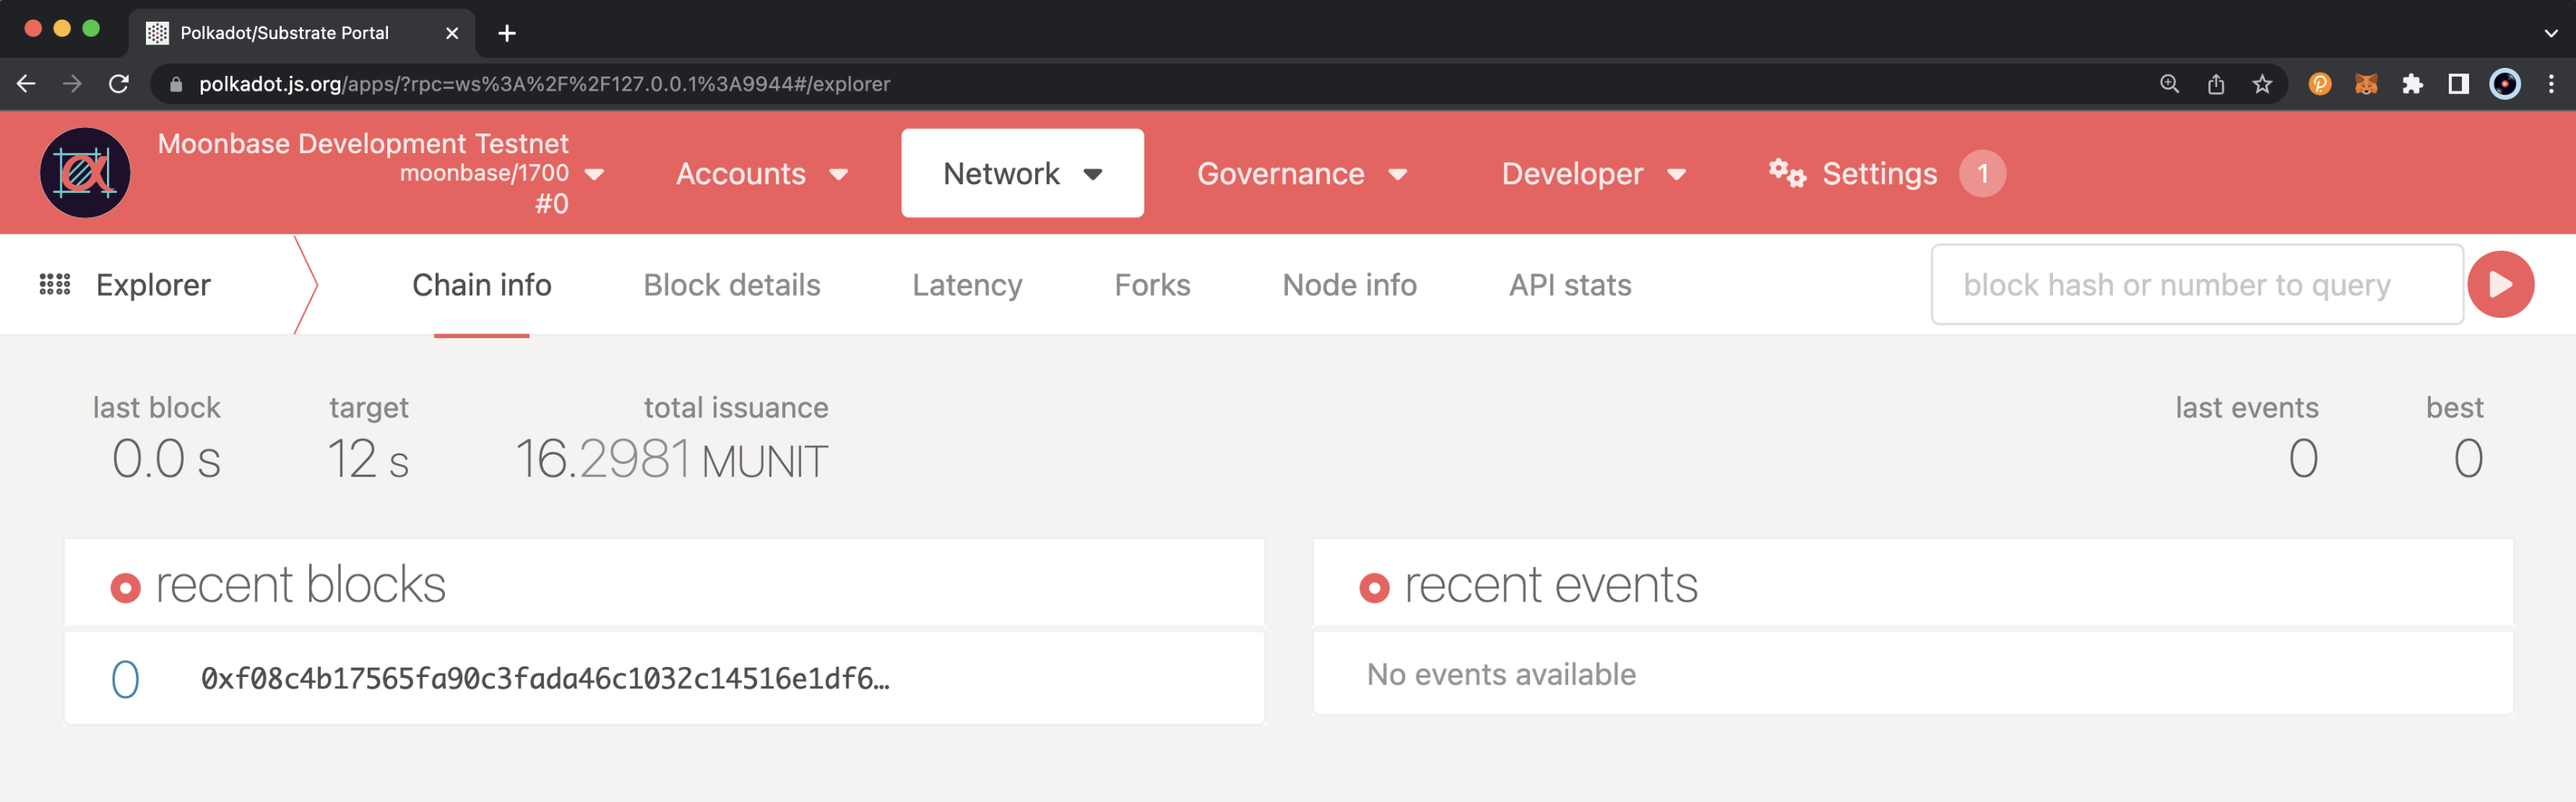 Polkadot/Substrate Portal
polkadot.js.org/apps/?rpc=ws%3A%2F%2F127.0.0.1%3A9944#/explorer
Moonbase Development Testnet
moonbase/1700
#0
Accounts
Network
Governance
Developer
Settings
1
Explorer
Chain info
Block details
Latency
Forks
Node info
API stats
block hash or number to query
last block
0.0 s
target
12 s
total issuance
16.2981 MUNIT
last events
0
best
0
recent blocks
0 0xf08c4b17565fa90c3fada46c1032c14516e1df6…
recent events
No events available